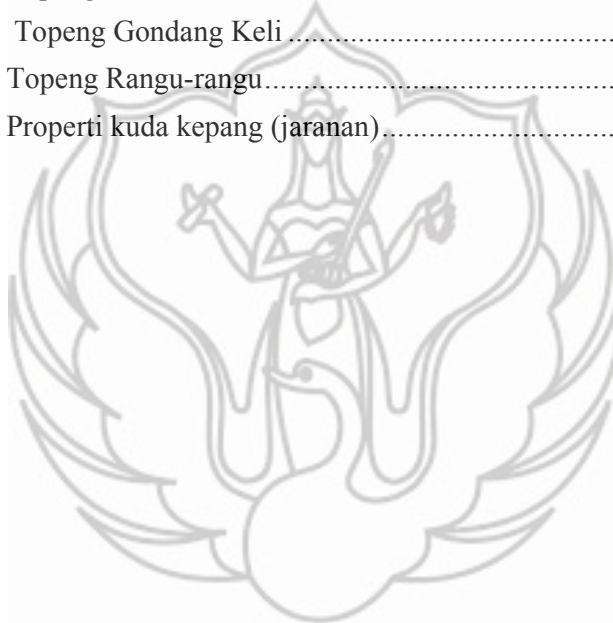 Topeng Gondang Keli.......................................
Topeng Rangu-rangu...........................................
Properti kuda kepang (jaranan)............................